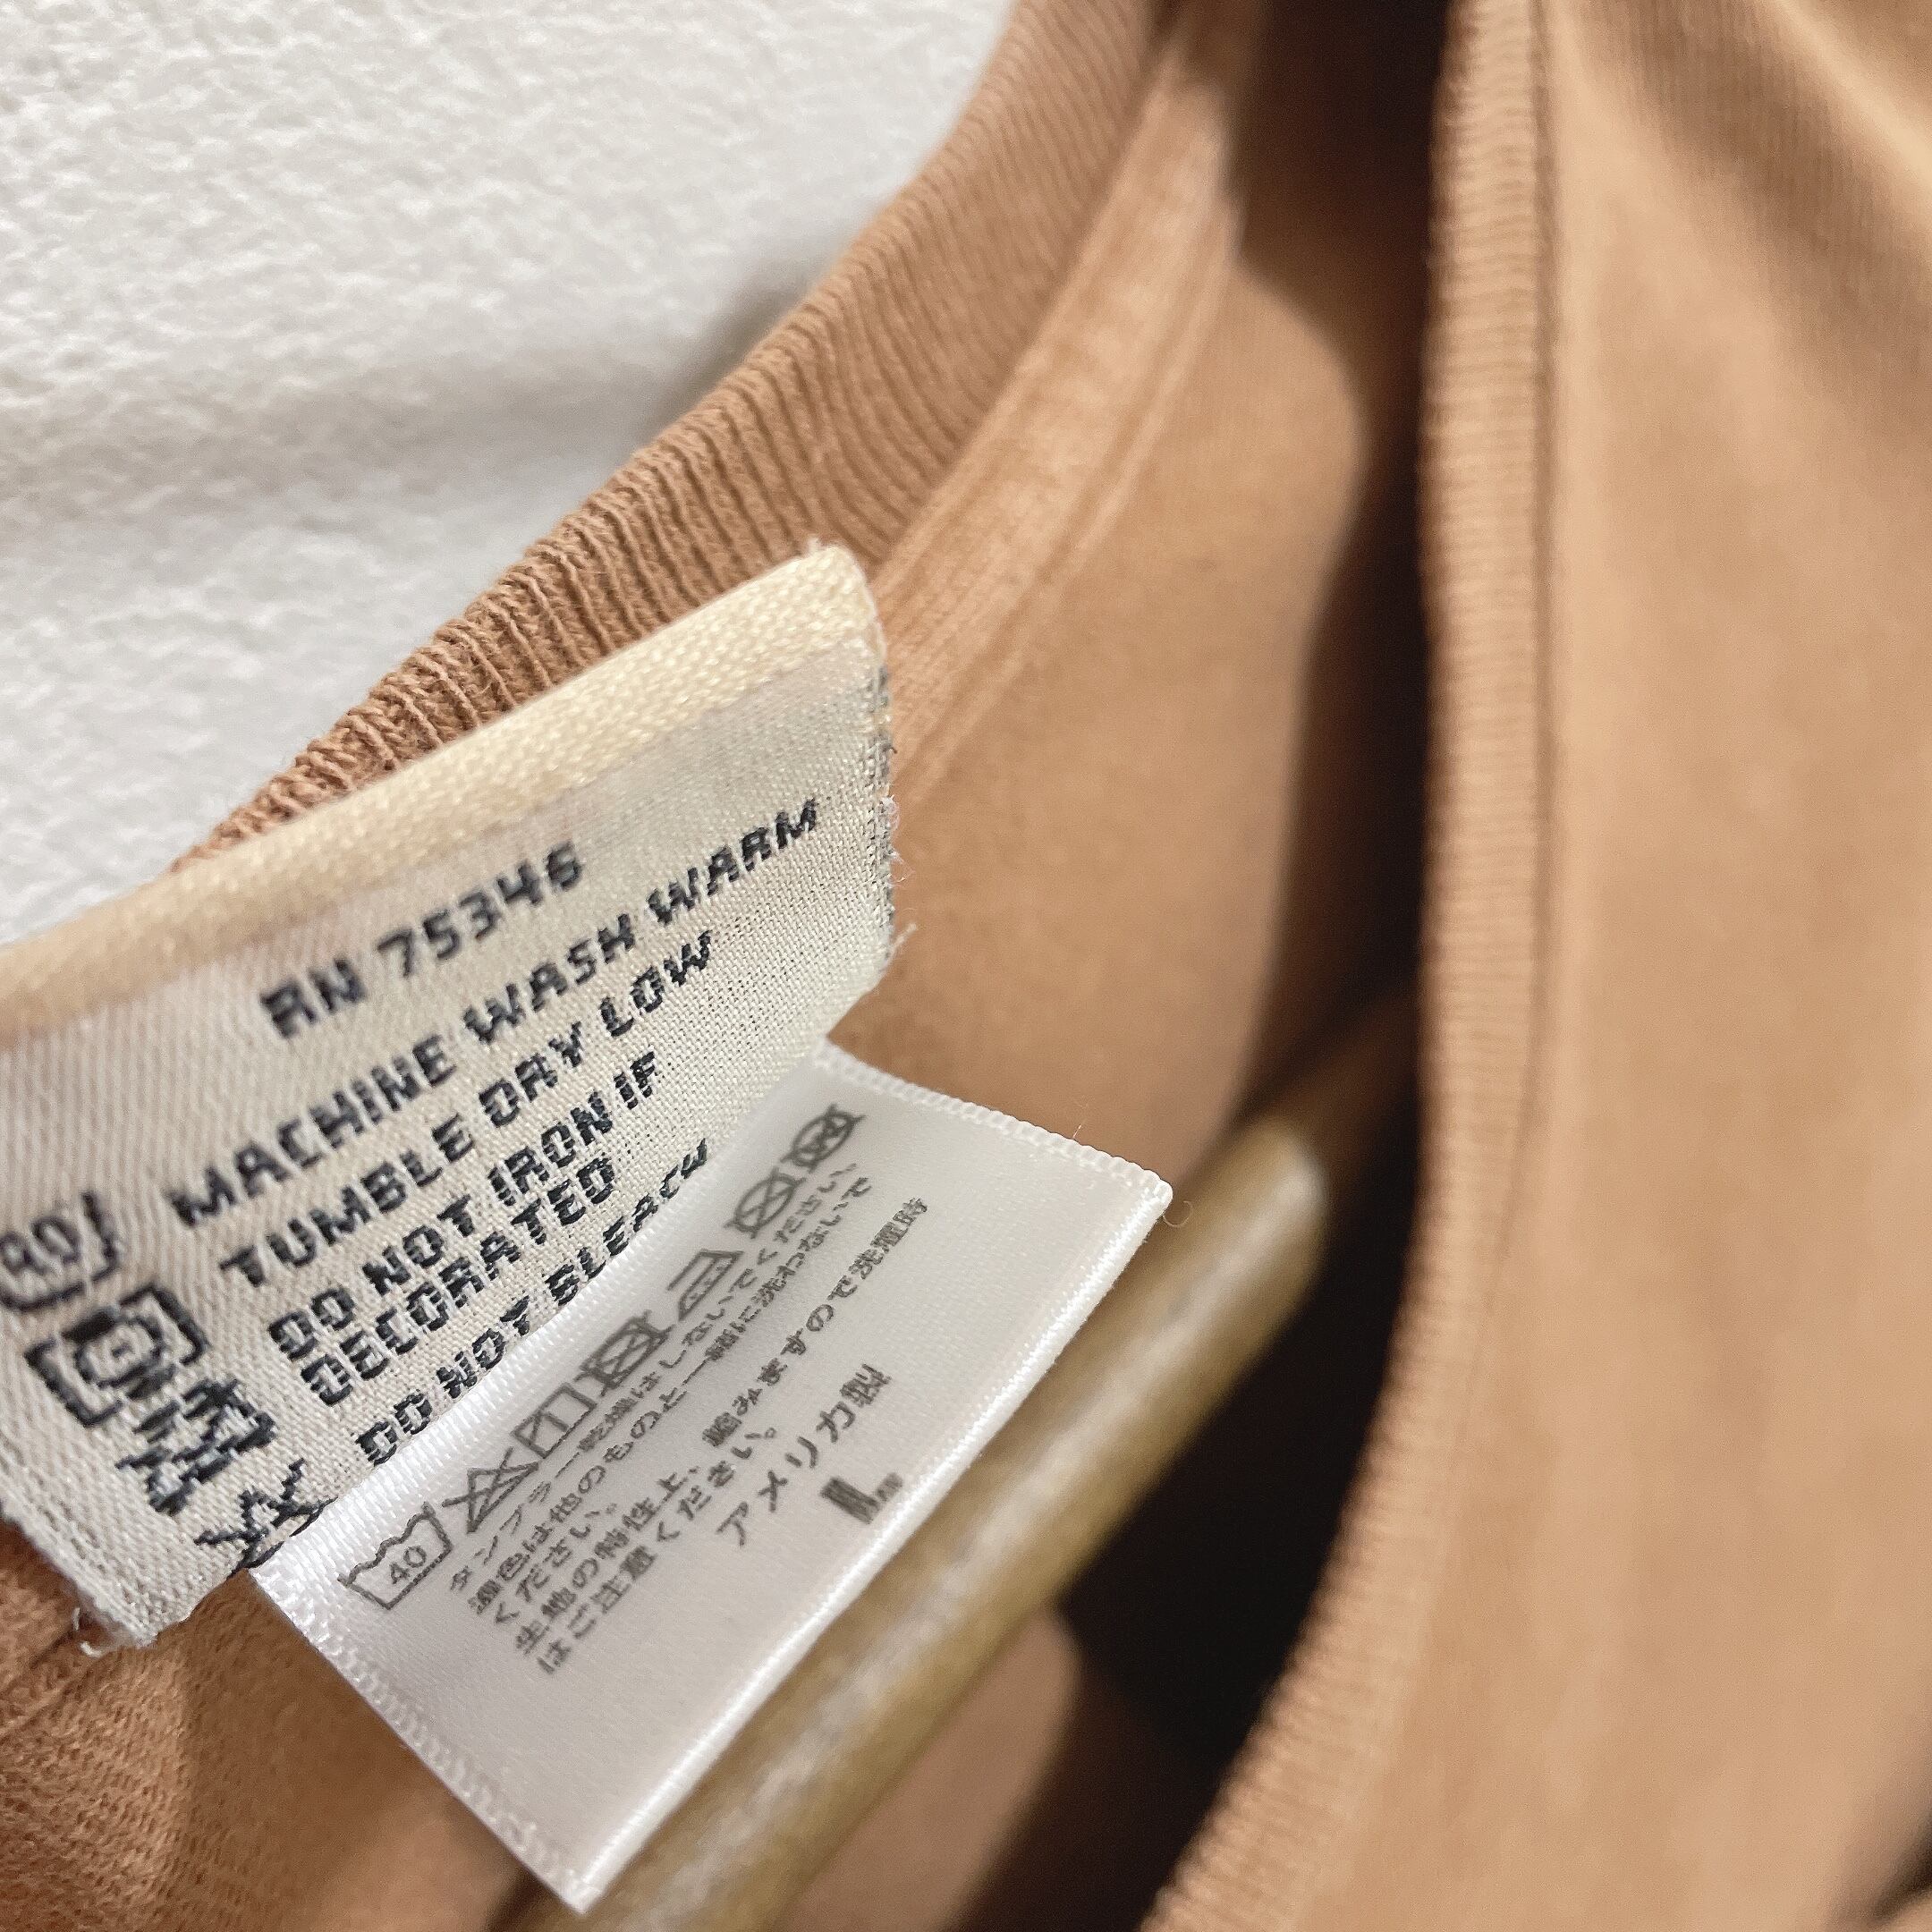 RN 75346
MACHINE WASH WARM
TUMBLE DRY LOW
DO NOT IRON IF
DECORATED
DO NOT BLEACH
40
タンブラー乾燥はしないでください。
濃色は他のものと一緒に洗わないで
ください。
生地の特性上、縮みますので洗濯時
はご注意ください。
アメリカ製